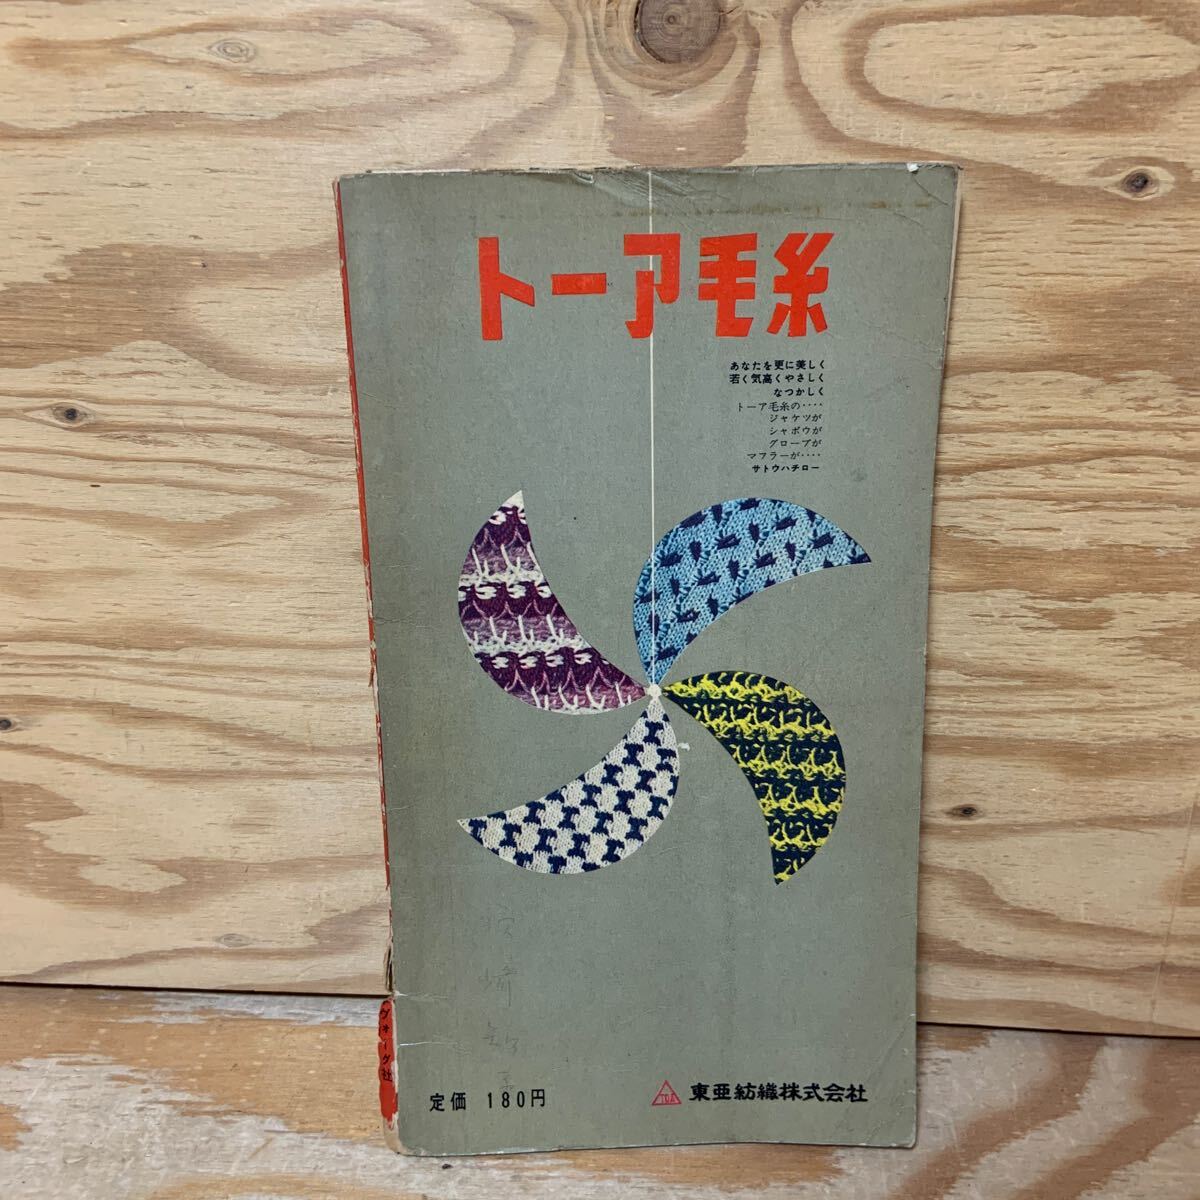 トーア毛糸
あなたを更に美しく
若く気高くやさしく
なつかしく
トーア毛糸の‥‥
ジャケツが
シャポウが
グローブが
マフラーが‥‥
サトウハチロー
ヴォーグ社
定価 180円
TOA 東亜紡織株式会社